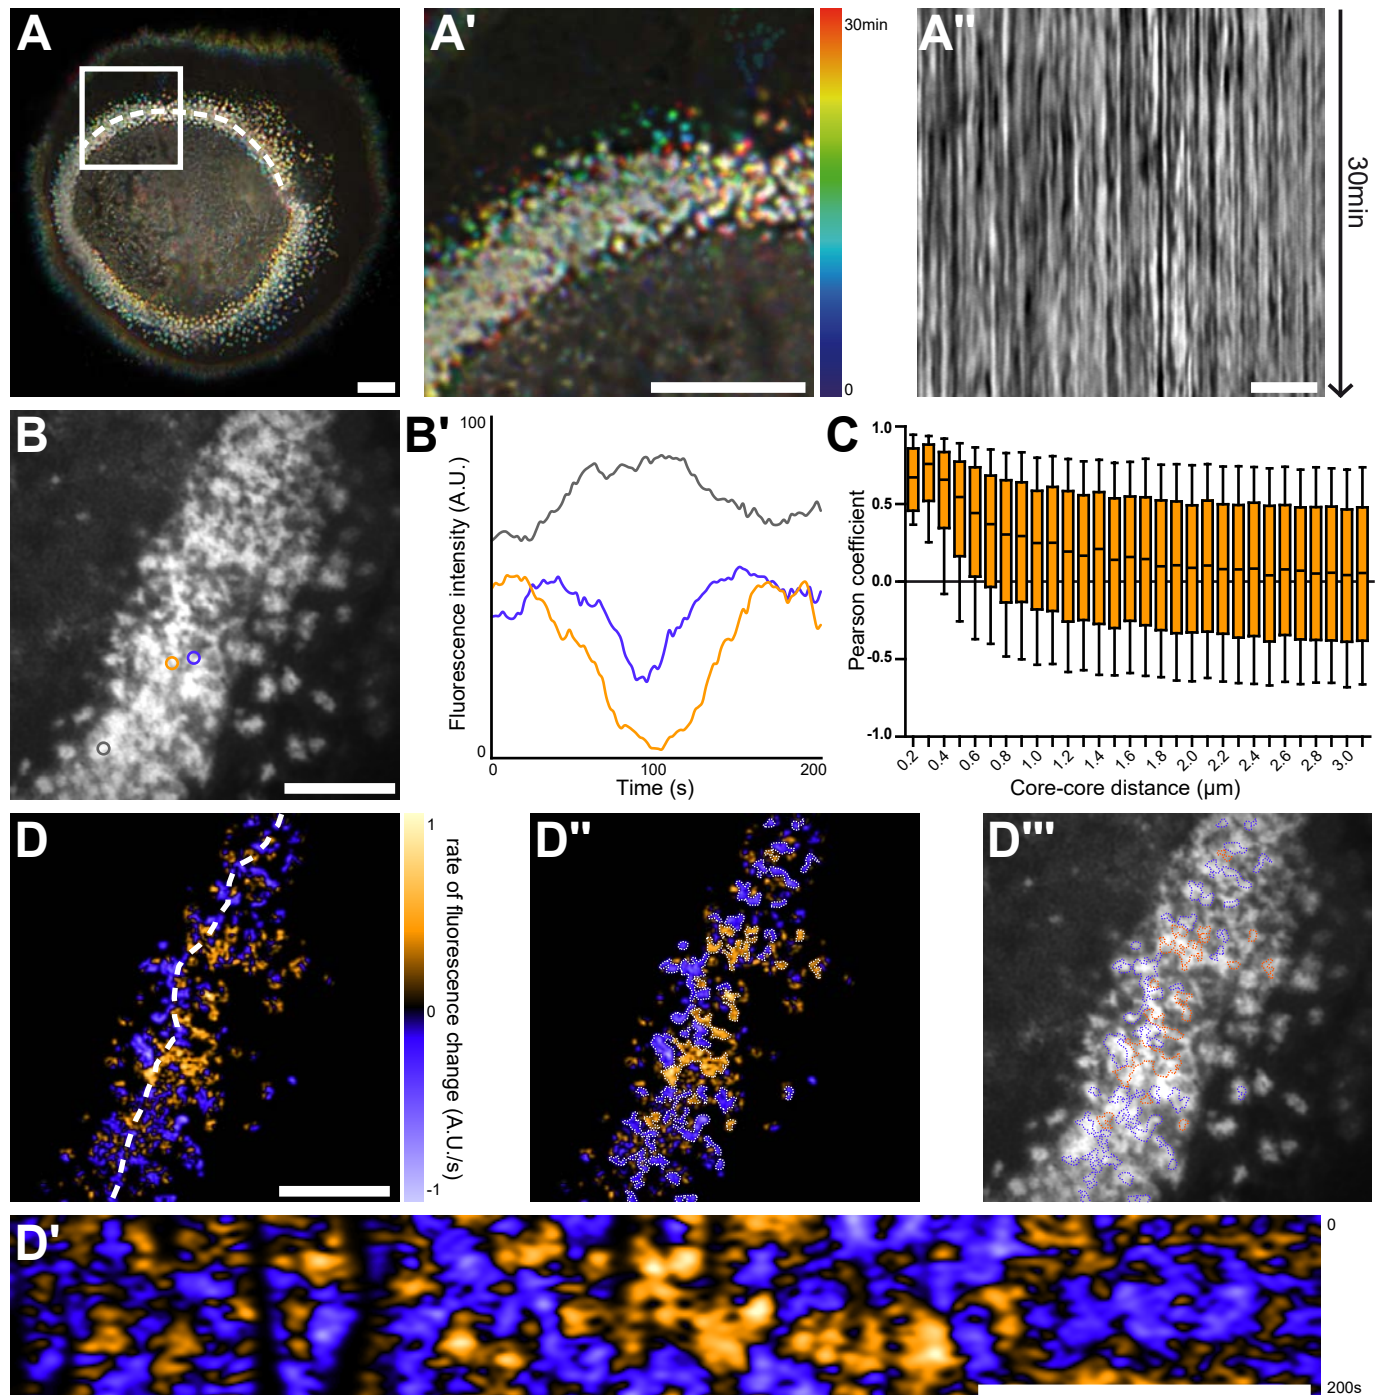 A
A'
30min
0
A''
30min
B
B'
100
0
Fluorescence intensity (A.U.)
0
100
200
Time (s)
C
1.0
0.5
0.0
-0.5
-1.0
Pearson coefficient
0.2
0.4
0.6
0.8
1.0
1.2
1.4
1.6
1.8
2.0
2.2
2.4
2.6
2.8
3.0
Core-core distance (µm)
D
1
0
-1
rate of fluorescence change (A.U./s)
D''
D'''
D'
0
200s